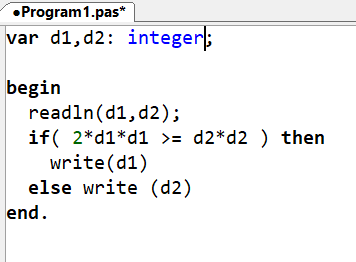 ●Program1.pas*
var d1,d2: integer;
begin
readln(d1,d2);
if( 2*d1*d1 >= d2*d2 ) then
write(d1)
else write (d2)
end.